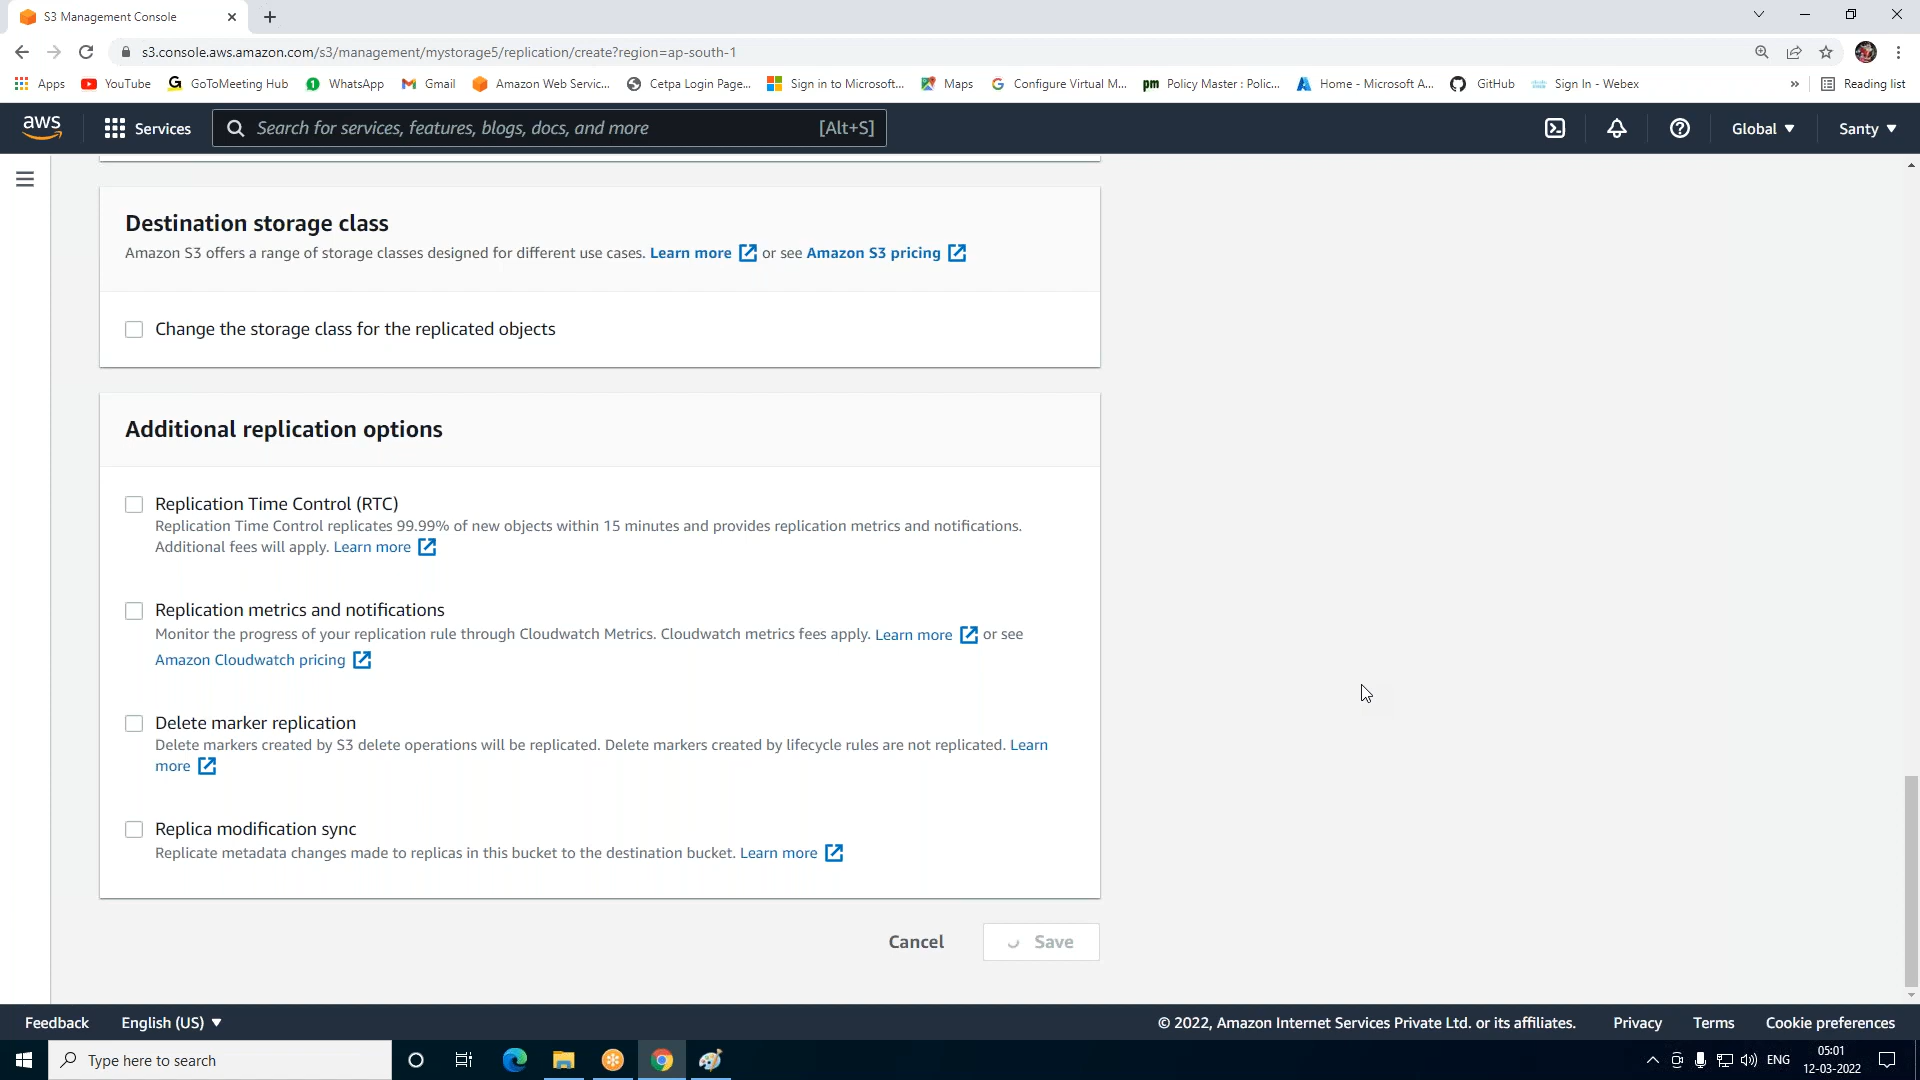 S3 Management Console
s3.console.aws.amazon.com/s3/management/mystorage5/replication/create?region=ap-south-1
Apps YouTube GoToMeeting Hub WhatsApp Gmail Amazon Web Servic... Cetpa Login Page... Sign in to Microsoft... Maps Configure Virtual M... pm Policy Master : Polic... Home - Microsoft A... GitHub Sign In - Webex » Reading list
aws Services Search for services, features, blogs, docs, and more [Alt+S] Global Santy
Destination storage class
Amazon S3 offers a range of storage classes designed for different use cases. Learn more or see Amazon S3 pricing
Change the storage class for the replicated objects
Additional replication options
Replication Time Control (RTC)
Replication Time Control replicates 99.99% of new objects within 15 minutes and provides replication metrics and notifications.
Additional fees will apply. Learn more
Replication metrics and notifications
Monitor the progress of your replication rule through Cloudwatch Metrics. Cloudwatch metrics fees apply. Learn more or see
Amazon Cloudwatch pricing
Delete marker replication
Delete markers created by S3 delete operations will be replicated. Delete markers created by lifecycle rules are not replicated. Learn
more
Replica modification sync
Replicate metadata changes made to replicas in this bucket to the destination bucket. Learn more
Cancel Save
Feedback English (US) © 2022, Amazon Internet Services Private Ltd. or its affiliates. Privacy Terms Cookie preferences
Type here to search ENG 05:01
12-03-2022